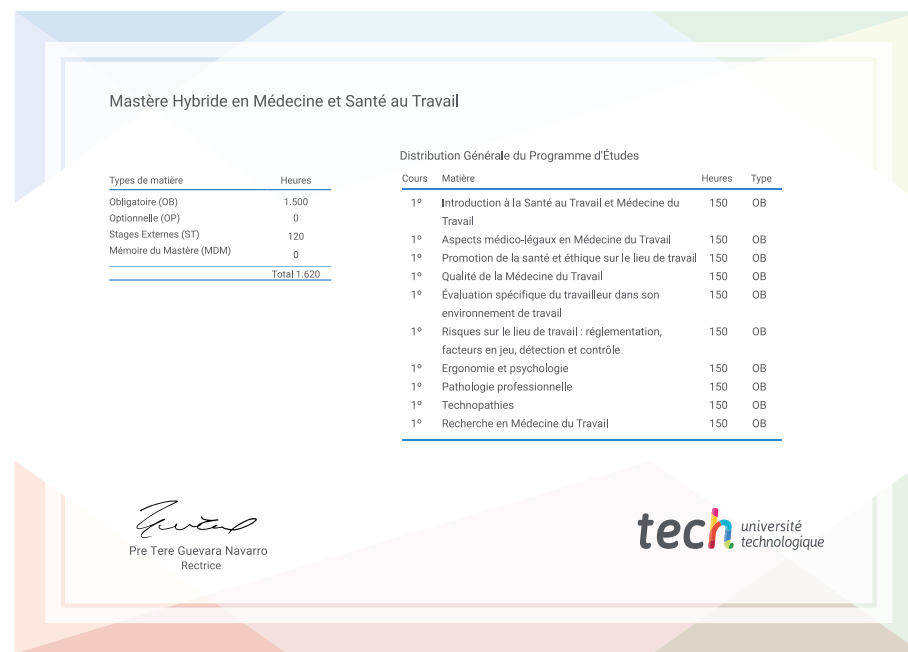 Mastère Hybride en Médecine et Santé au Travail
Types de matière Heures
Obligatoire (OB) 1.500
Optionnelle (OP) 0
Stages Externes (ST) 120
Mémoire du Mastère (MDM) 0
Total 1.620
Distribution Générale du Programme d'Études
Cours Matière Heures Type
1º Introduction à la Santé au Travail et Médecine du 150 OB
Travail
1º Aspects médico-légaux en Médecine du Travail 150 OB
1º Promotion de la santé et éthique sur le lieu de travail 150 OB
1º Qualité de la Médecine du Travail 150 OB
1º Évaluation spécifique du travailleur dans son 150 OB
environnement de travail
1º Risques sur le lieu de travail : réglementation, 150 OB
facteurs en jeu, détection et contrôle
1º Ergonomie et psychologie 150 OB
1º Pathologie professionnelle 150 OB
1º Technopathies 150 OB
1º Recherche en Médecine du Travail 150 OB
Pre Tere Guevara Navarro
Rectrice
tech université
technologique